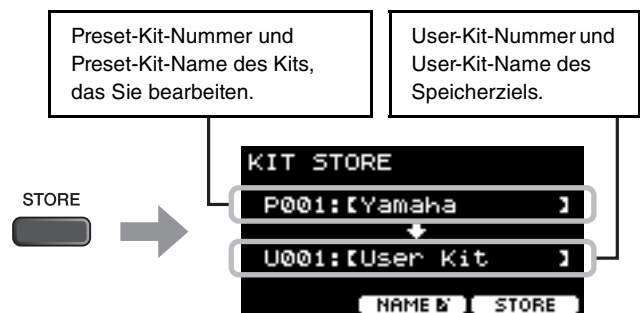 Preset-Kit-Nummer und
Preset-Kit-Name des Kits,
das Sie bearbeiten.
User-Kit-Nummer und
User-Kit-Name des
Speicherziels.
STORE
KIT STORE
P001:[Yamaha ]
U001:[User Kit ]
NAME
STORE